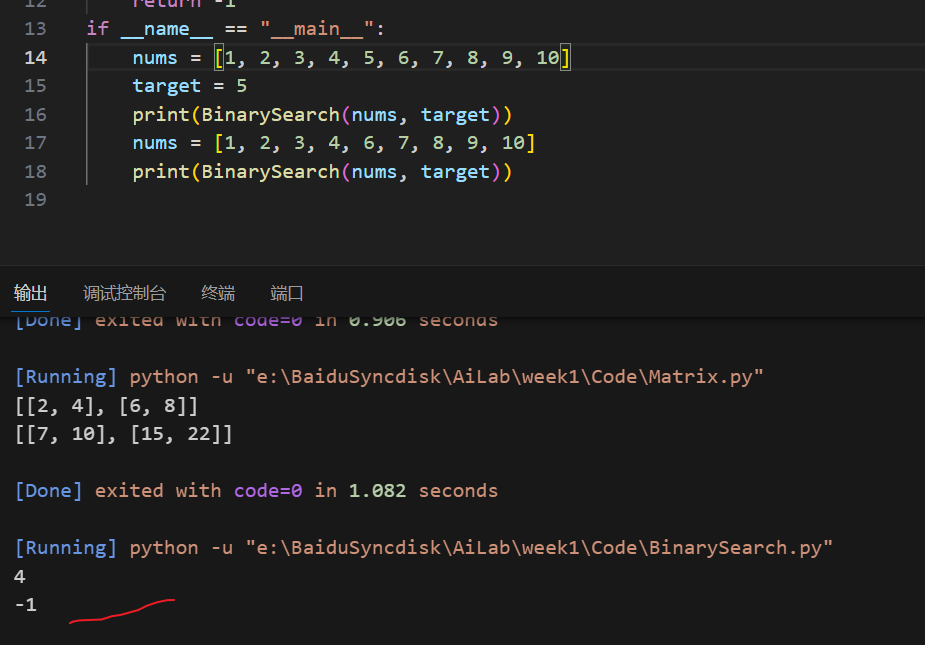 12 return -1
13 if __name__ == "__main__":
14 nums = [1, 2, 3, 4, 5, 6, 7, 8, 9, 10]
15 target = 5
16 print(BinarySearch(nums, target))
17 nums = [1, 2, 3, 4, 6, 7, 8, 9, 10]
18 print(BinarySearch(nums, target))
19
输出 调试控制台 终端 端口
[Done] exited with code=0 in 0.906 seconds
[Running] python -u "e:\BaiduSyncdisk\AiLab\week1\Code\Matrix.py"
[[2, 4], [6, 8]]
[[7, 10], [15, 22]]
[Done] exited with code=0 in 1.082 seconds
[Running] python -u "e:\BaiduSyncdisk\AiLab\week1\Code\BinarySearch.py"
4
-1